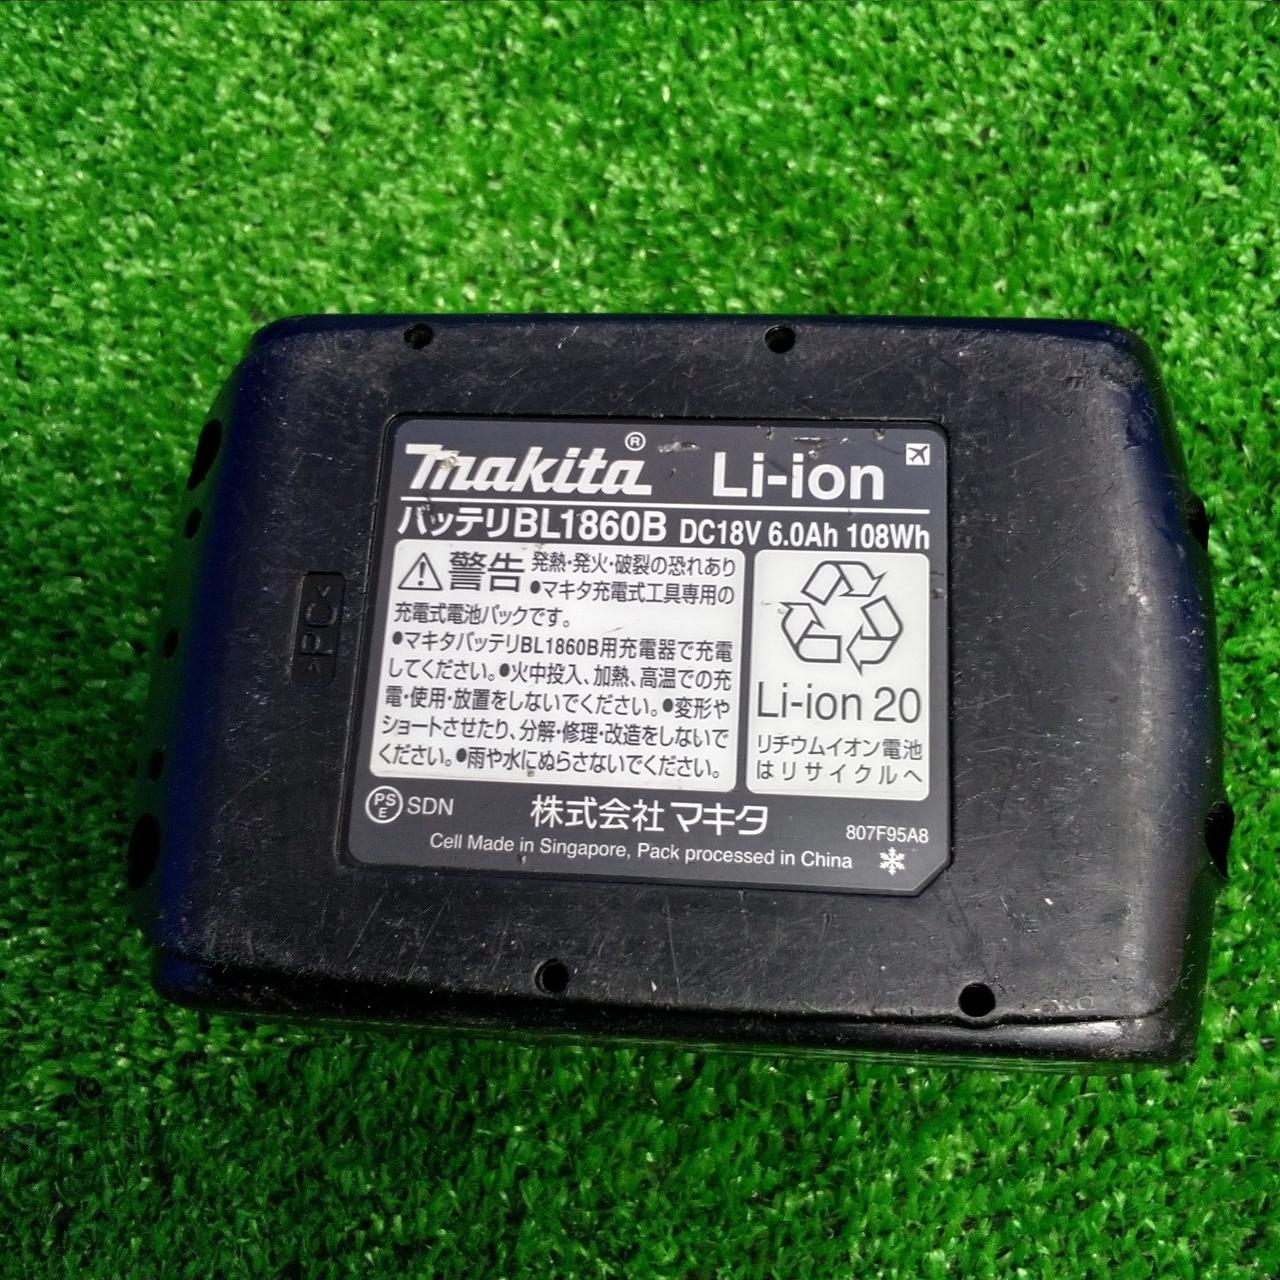 makita® Li-ion
バッテリBL1860B DC18V 6.0Ah 108Wh
警告 発熱・発火・破裂の恐れあり
●マキタ充電式工具専用の
充電式電池パックです。
●マキタバッテリBL1860B用充電器で充電
してください。●火中投入、加熱、高温での充
電・使用・放置をしないでください。●変形や
ショートさせたり、分解・修理・改造をしないで
ください。●雨や水にぬらさないでください。
Li-ion 20
リチウムイオン電池
はリサイクルへ
PSE SDN
株式会社マキタ
807F95A8
Cell Made in Singapore, Pack processed in China
>PC<